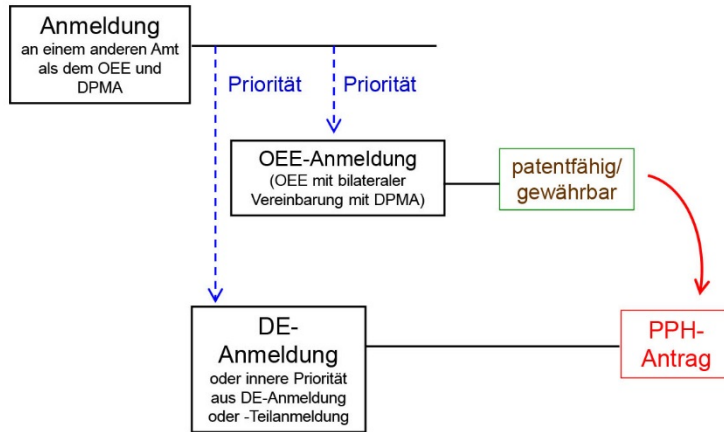 Anmeldung
an einem anderen Amt
als dem OEE und
DPMA
Priorität
Priorität
OEE-Anmeldung
(OEE mit bilateraler
Vereinbarung mit DPMA)
patentfähig/
gewährbar
DE-
Anmeldung
oder innere Priorität
aus DE-Anmeldung
oder -Teilanmeldung
PPH-
Antrag